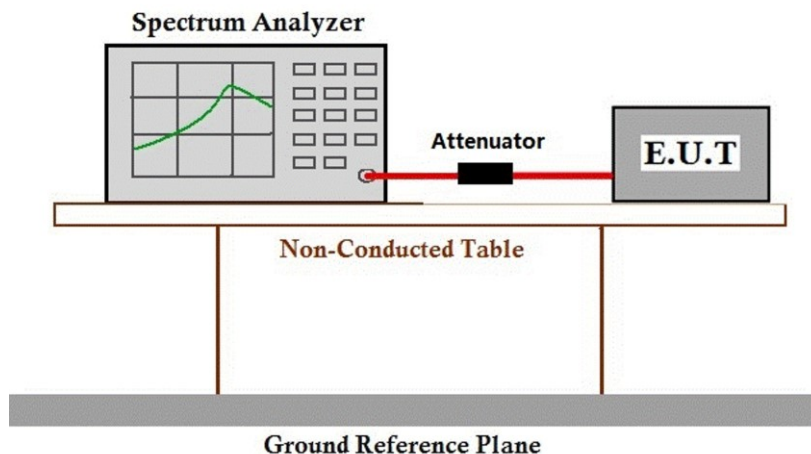 Spectrum Analyzer
Attenuator
E.U.T
Non-Conducted Table
Ground Reference Plane